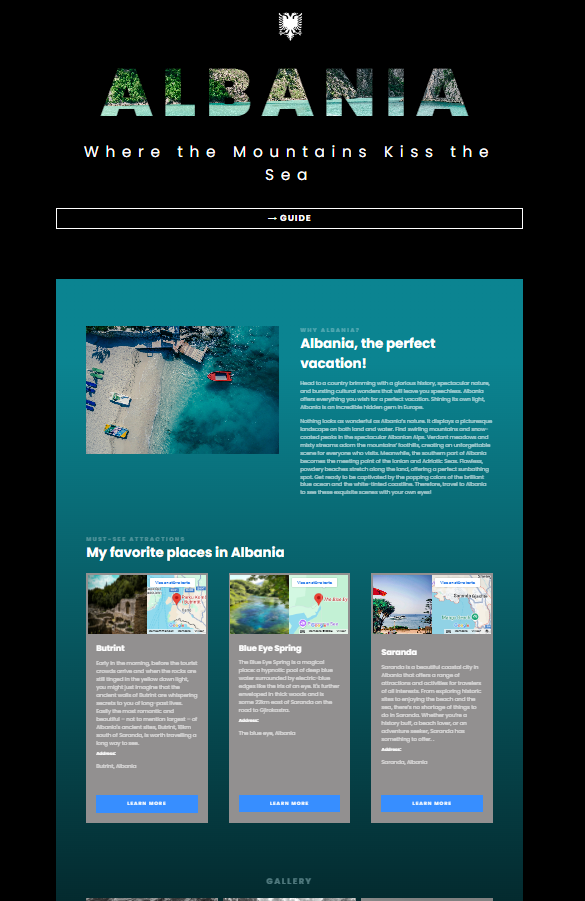 ALBANIA
Where the Mountains Kiss the
Sea
→ GUIDE
WHY ALBANIA?
Albania, the perfect
vacation!
Head to a country brimming with a glorious history, spectacular nature,
and bursting cultural wonders that will leave you speechless. Albania
offers everything you wish for a perfect vacation. Shining its own light,
Albania is an incredible hidden gem in Europe.
Nothing looks as wonderful as Albania's nature. It displays a picturesque
landscape on both land and water. Find swirling mountains and snow-
coated peaks in the spectacular Albanian Alps. Verdant meadows and
misty streams adorn the mountains' foothills, creating an unforgettable
scene for everyone who visits. Meanwhile, the southern part of Albania
becomes the meeting point of the Ionian and Adriatic Seas. Flawless,
powdery beaches stretch along the land, offering a perfect sunbathing
spot. Get ready to be captivated by the popping colors of the brilliant
blue ocean and the white-tinted coastline. Therefore, travel to Albania
to see these exquisite scenes with your own eyes!
MUST-SEE ATTRACTIONS
My favorite places in Albania
Butrint
Early in the morning, before the tourist
crowds arrive and when the rocks are
still tinged in the yellow dawn light,
you might just imagine that the
ancient walls of Butrint are whispering
secrets to you of long-past lives.
Easily the most romantic and
beautiful – not to mention largest – of
Albania's ancient sites, Butrint, 18km
south of Saranda, is worth traveling a
long way to see.
Address:
Butrint, Albania
LEARN MORE
Blue Eye Spring
The Blue Eye Spring is a magical
place: a hypnotic pool of deep blue
water surrounded by electric-blue
edges like the iris of an eye. It's further
enveloped in thick woods and is
some 22km east of Saranda on the
road to Gjirokastra.
Address:
The blue eye, Albania
LEARN MORE
Saranda
Saranda is a beautiful coastal city in
Albania that offers a range of
attractions and activities for travelers
of all interests. From exploring historic
sites to enjoying the beach and the
sea, there's no shortage of things to
do in Saranda. Whether you're a
history buff, a beach lover, or an
adventure seeker, Saranda has
something to offer...
Address:
Saranda, Albania
LEARN MORE
GALLERY